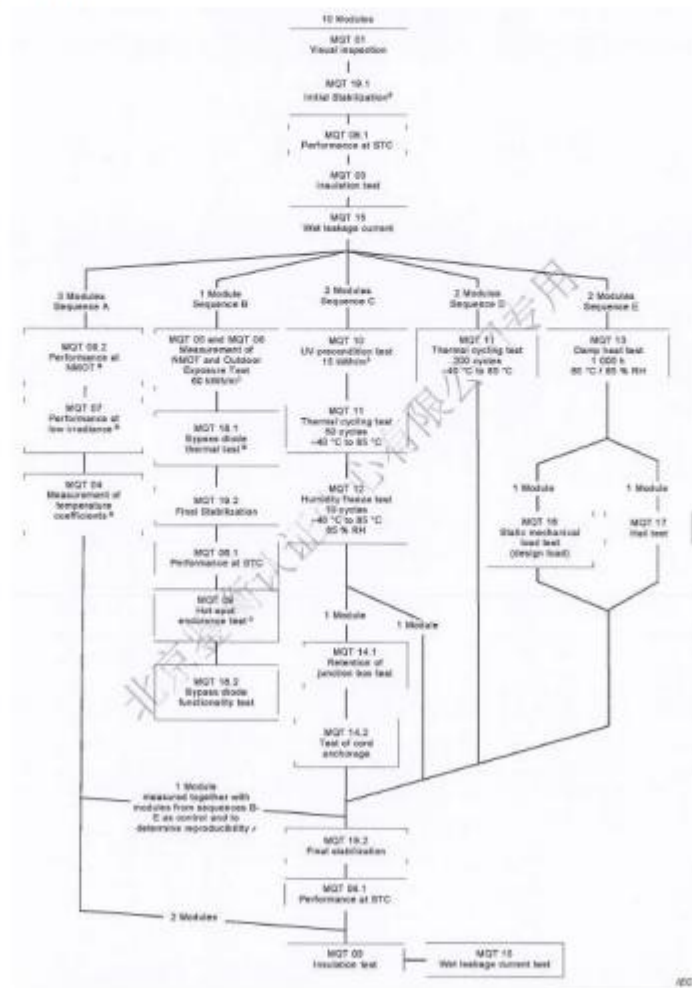 10 Modules
MQT 01
Visual inspection
MQT 19.1
Initial Stabilization
MQT 06.1
Performance at STC
MQT 03
Insulation test
MQT 15
Wet leakage current
3 Modules
Sequence A
1 Module
Sequence B
2 Modules
Sequence C
2 Modules
Sequence D
2 Modules
Sequence E
MQT 06.2
Performance at
NMOT
MQT 07
Performance at
low irradiance
MQT 04
Measurement of
temperature
coefficients
MQT 05 and MQT 08
Measurement of
NMOT and Outdoor
Exposure Test
60 kWh/m²
MQT 18.1
Bypass diode
thermal test
MQT 19.2
Final Stabilization
MQT 06.1
Performance at STC
MQT 09
Hot-spot
endurance test
MQT 18.2
Bypass diode
functionality test
MQT 10
UV precondition test
15 kWh/m²
MQT 11
Thermal cycling test
50 cycles
–40 °C to 85 °C
MQT 12
Humidity freeze test
10 cycles
–40 °C to 85 °C
85 % RH
1 Module
1 Module
MQT 14.1
Retention of
junction box test
MQT 14.2
Test of cord
anchorage
MQT 11
Thermal cycling test
200 cycles
–40 °C to 85 °C
MQT 13
Damp heat test
1 000 h
85 °C / 85 % RH
1 Module
MQT 16
Static mechanical
load test
(design load)
1 Module
MQT 17
Hail test
1 Module
measured together with
modules from sequences B-
E as control and to
determine reproducibility
MQT 19.2
Final stabilization
MQT 06.1
Performance at STC
2 Modules
MQT 03
Insulation test
MQT 15
Wet leakage current test
IEC